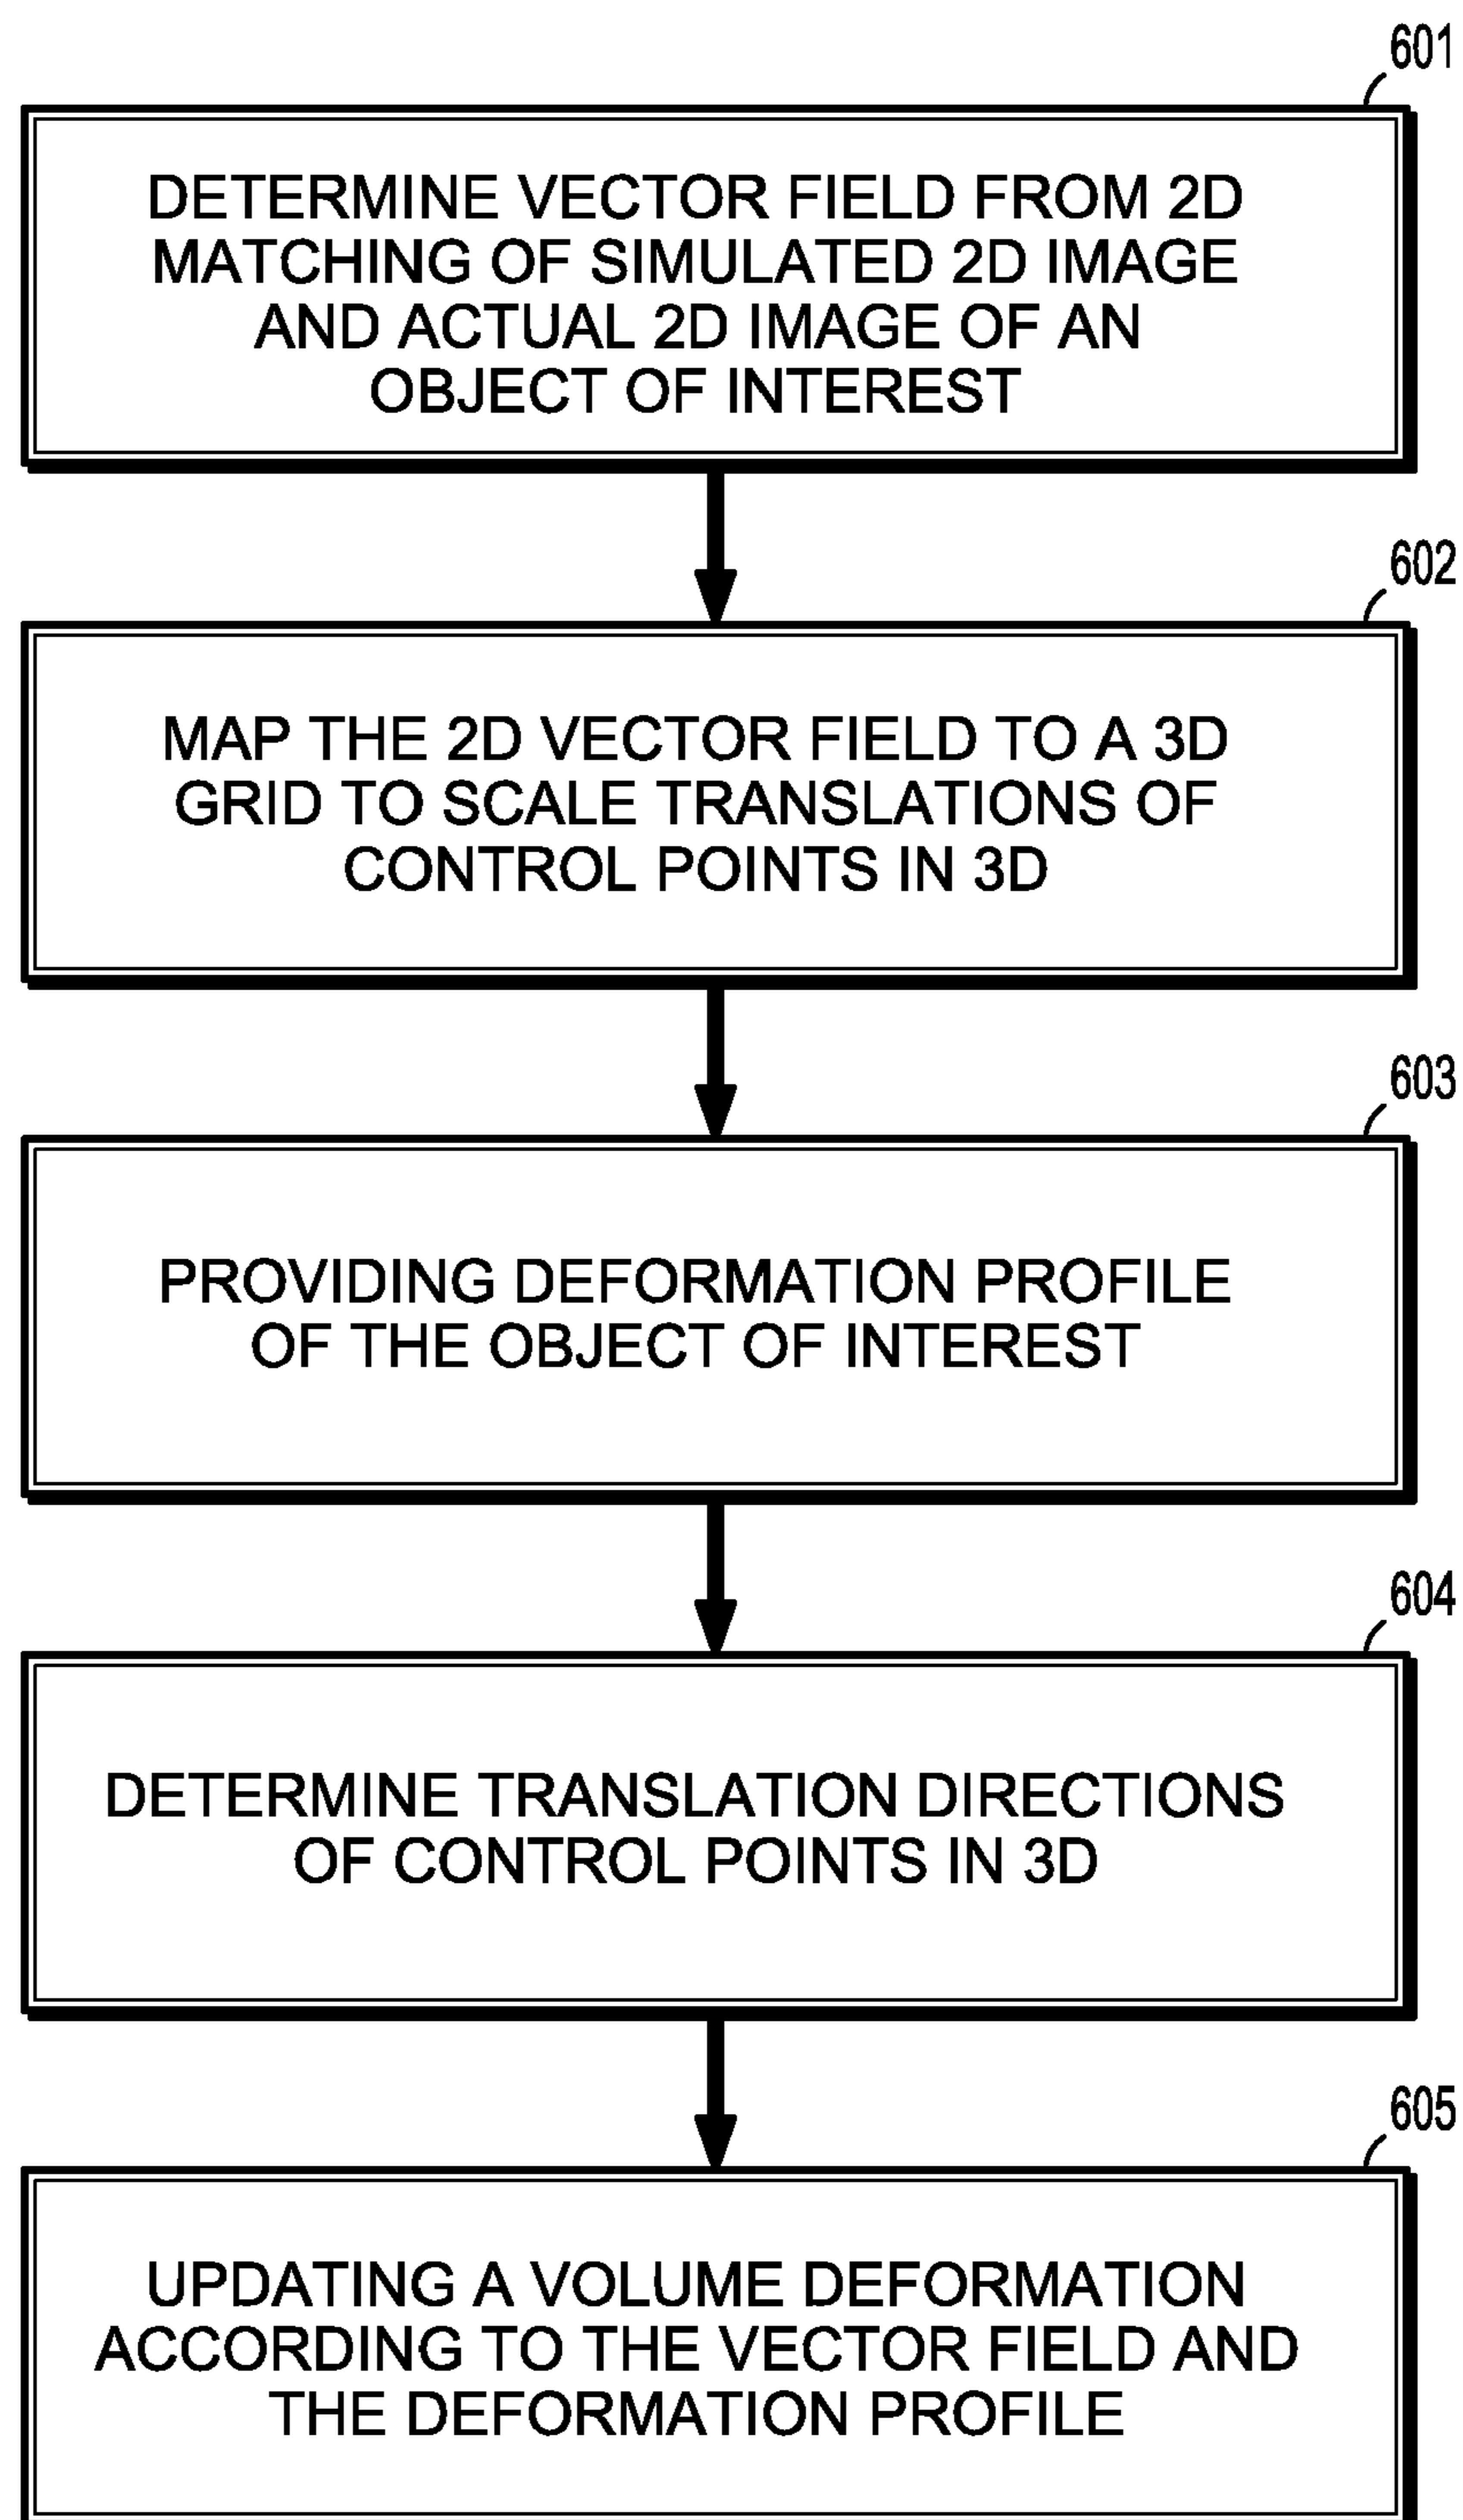 601
DETERMINE VECTOR FIELD FROM 2D
MATCHING OF SIMULATED 2D IMAGE
AND ACTUAL 2D IMAGE OF AN
OBJECT OF INTEREST
602
MAP THE 2D VECTOR FIELD TO A 3D
GRID TO SCALE TRANSLATIONS OF
CONTROL POINTS IN 3D
603
PROVIDING DEFORMATION PROFILE
OF THE OBJECT OF INTEREST
604
DETERMINE TRANSLATION DIRECTIONS
OF CONTROL POINTS IN 3D
605
UPDATING A VOLUME DEFORMATION
ACCORDING TO THE VECTOR FIELD AND
THE DEFORMATION PROFILE